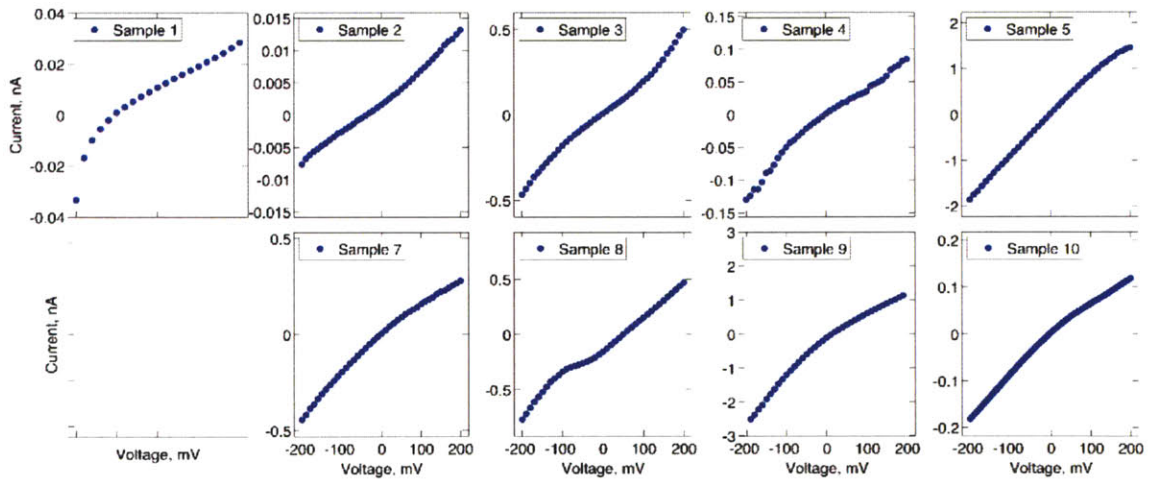 Sample 1
0.04
0.02
0
-0.02
-0.04
Current, nA
Sample 2
0.015
0.01
0.005
0
-0.005
-0.01
-0.015
Sample 3
0.5
0
-0.5
Sample 4
0.15
0.1
0.05
0
-0.05
-0.1
-0.15
Sample 5
2
1
0
-1
-2
Current, nA
Voltage, mV
Sample 7
0.5
0
-0.5
-200 -100 0 100 200
Voltage, mV
Sample 8
0.5
0
-0.5
-200 -100 0 100 200
Voltage, mV
Sample 9
3
2
1
0
-1
-2
-3
-200 -100 0 100 200
Voltage, mV
Sample 10
0.2
0.1
0
-0.1
-0.2
-200 -100 0 100 200
Voltage, mV